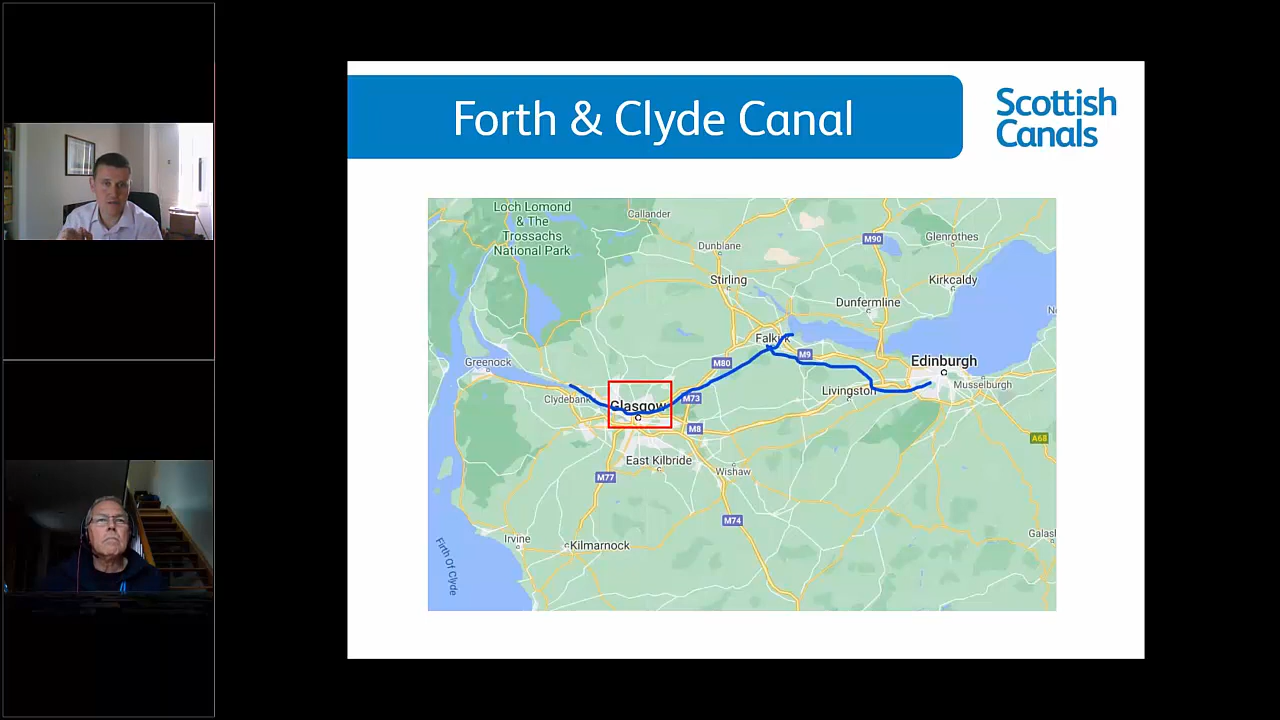 Forth & Clyde Canal
Scottish
Canals
Loch Lomond
& The
Trossachs
National Park
Callander
Dunblane
M90
Glenrothes
Stirling
Kirkcaldy
Dunfermline
Falkirk
M9
Edinburgh
Greenock
M80
Livingston
Musselburgh
Clydebank
Glasgow
M73
M8
A68
East Kilbride
Wishaw
M77
M74
Irvine
Kilmarnock
Galas
Firth Of Clyde